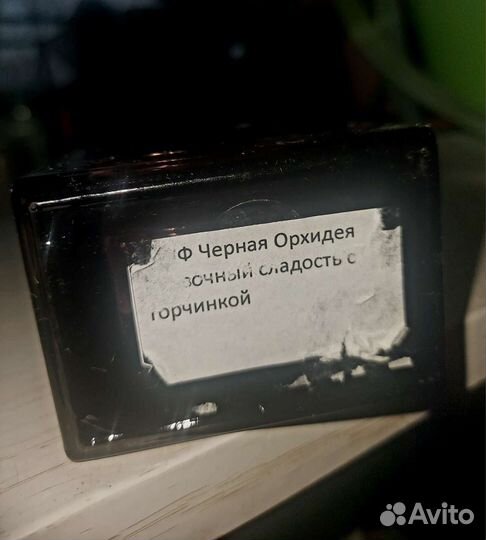 Ф Черная Орхидея
сладость с
горчинкой
Avito